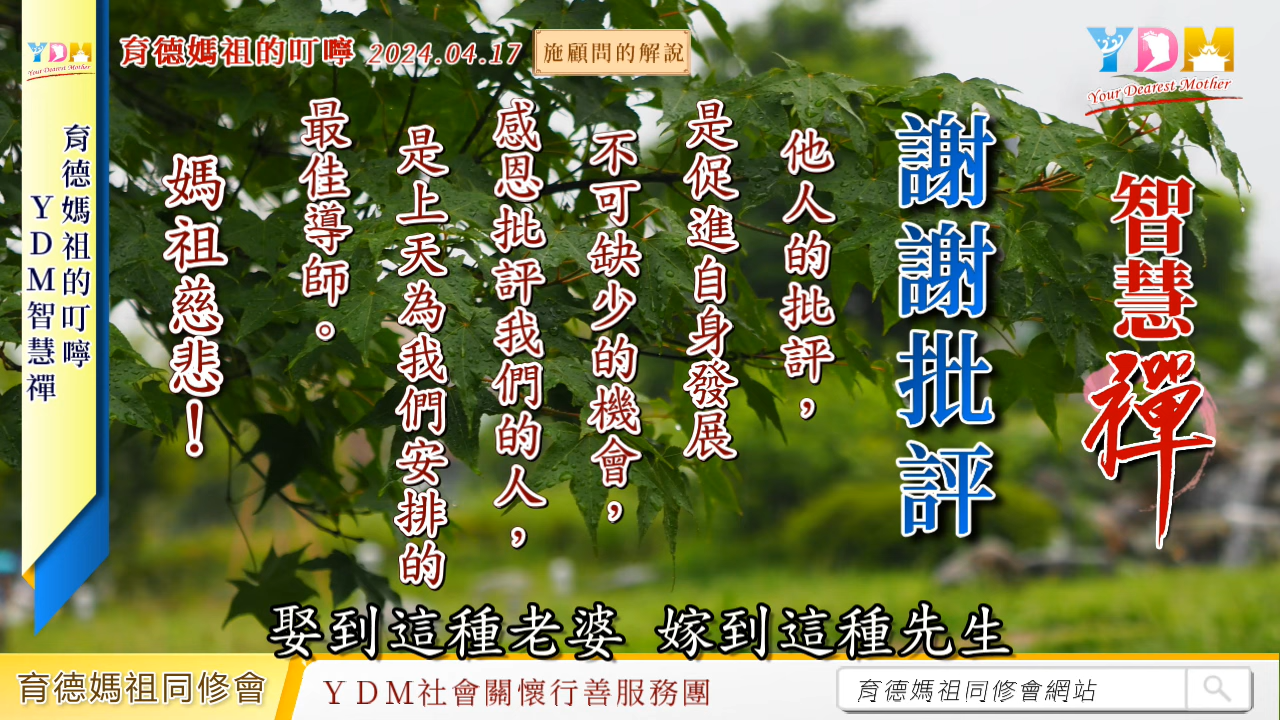 育德媽祖的叮嚀 2024.04.17 施顧問的解說
YDM
Your Dearest Mother
YDM
Your Dearest Mother
智慧禪
謝謝批評
他人的批評，
是促進自身發展
不可缺少的機會，
感恩批評我們的人，
是上天為我們安排的
最佳導師。
媽祖慈悲！
育德媽祖的叮嚀
YDM智慧禪
娶到這種老婆 嫁到這種先生
育德媽祖同修會
YDM社會關懷行善服務團
育德媽祖同修會網站